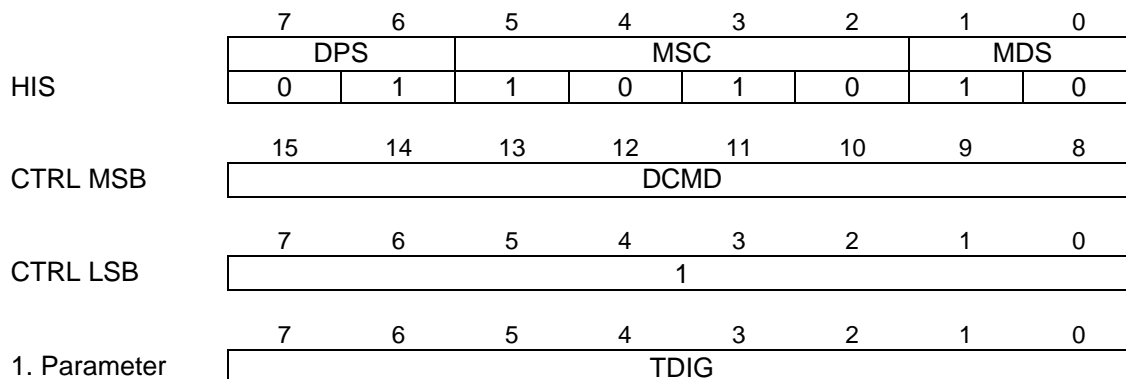 7 6 5 4 3 2 1 0
DPS MSC MDS
HIS 0 1 1 0 1 0 1 0
15 14 13 12 11 10 9 8
CTRL MSB DCMD
7 6 5 4 3 2 1 0
CTRL LSB 1
7 6 5 4 3 2 1 0
1. Parameter TDIG